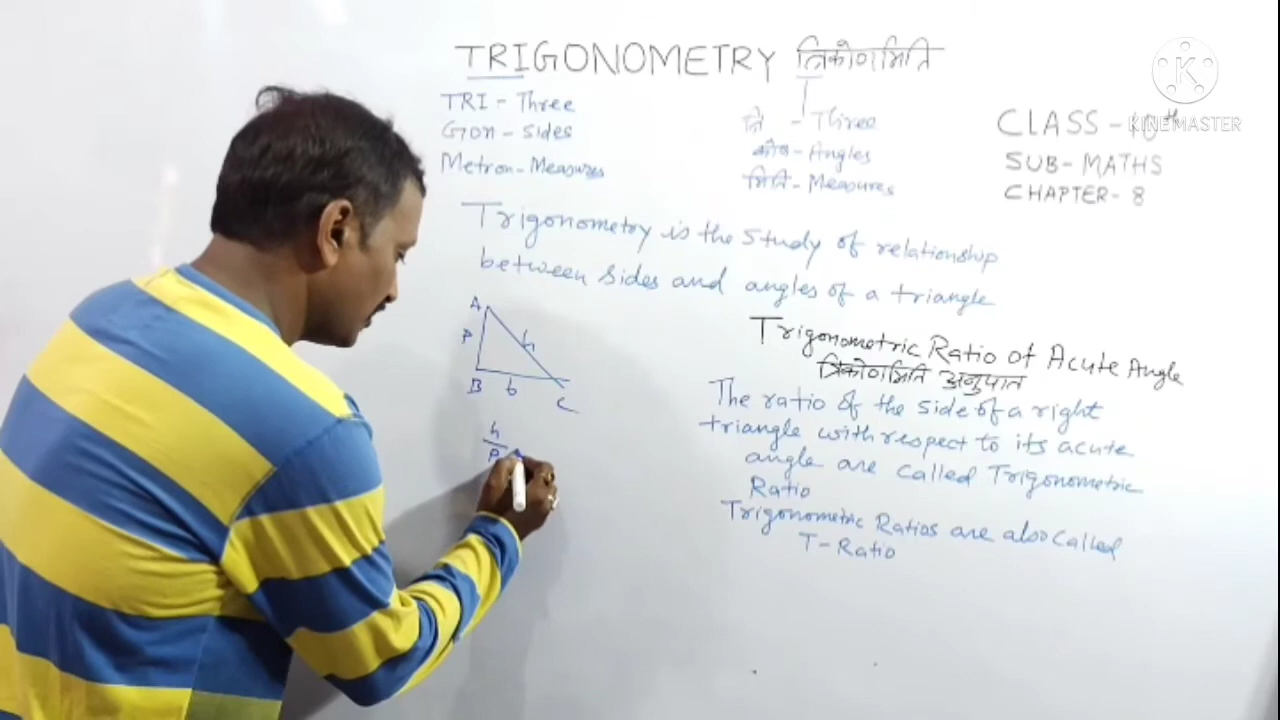 TRIGONOMETRY त्रिकोणमिति
TRI - Three
Gon - sides
Metron - Measures
त्रि - Three
कोण - Angles
मिति - Measures
CLASS - 10th
SUB - MATHS
CHAPTER - 8
K
KINEMASTER
Trigonometry is the study of relationship
between sides and angles of a triangle
A
P h
B b C
h
P
Trigonometric Ratio of Acute Angle
त्रिकोणमिति अनुपात
The ratio of the side of a right
triangle with respect to its acute
angle are called Trigonometric
Ratio
Trigonometric Ratios are also called
T - Ratio